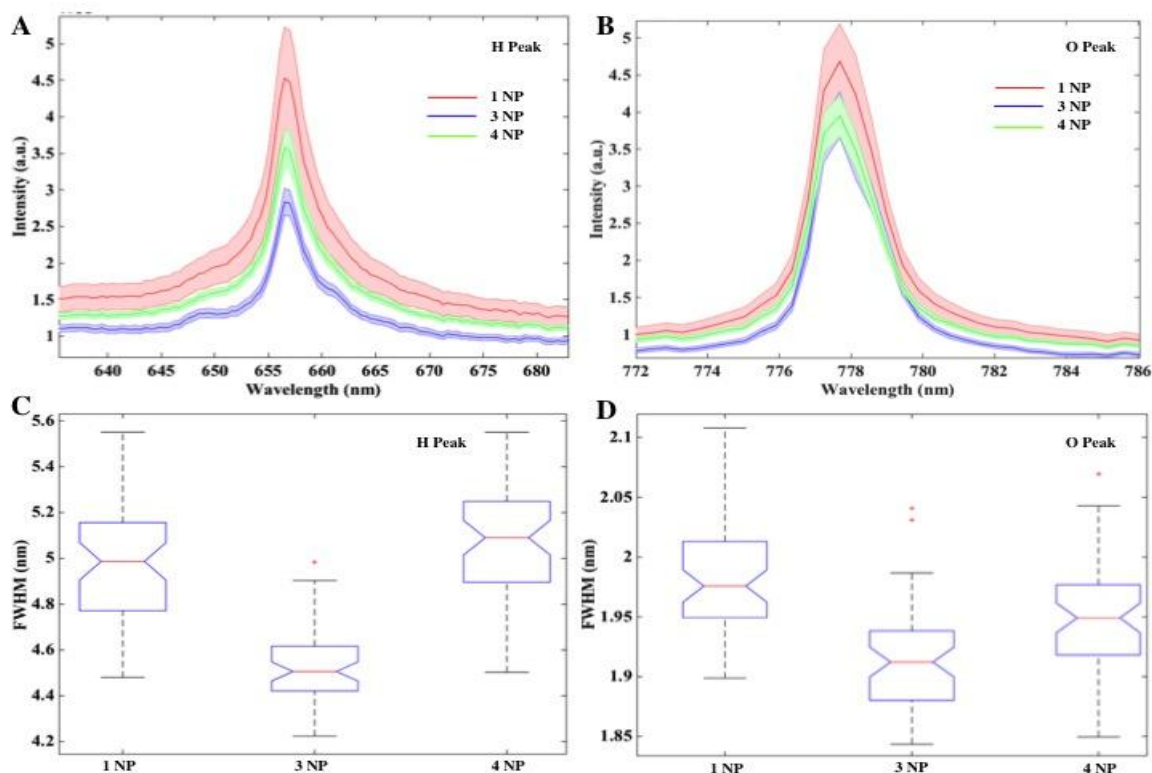 A
H Peak
1 NP
3 NP
4 NP
5
4.5
4
3.5
3
2.5
2
1.5
1
Intensity (a.u.)
640 645 650 655 660 665 670 675 680
Wavelength (nm)
B
O Peak
1 NP
3 NP
4 NP
5
4.5
4
3.5
3
2.5
2
1.5
1
Intensity (a.u.)
772 774 776 778 780 782 784 786
Wavelength (nm)
C
H Peak
5.6
5.4
5.2
5
4.8
4.6
4.4
4.2
FWHM (nm)
1 NP 3 NP 4 NP
D
O Peak
2.1
2.05
2
1.95
1.9
1.85
FWHM (nm)
1 NP 3 NP 4 NP